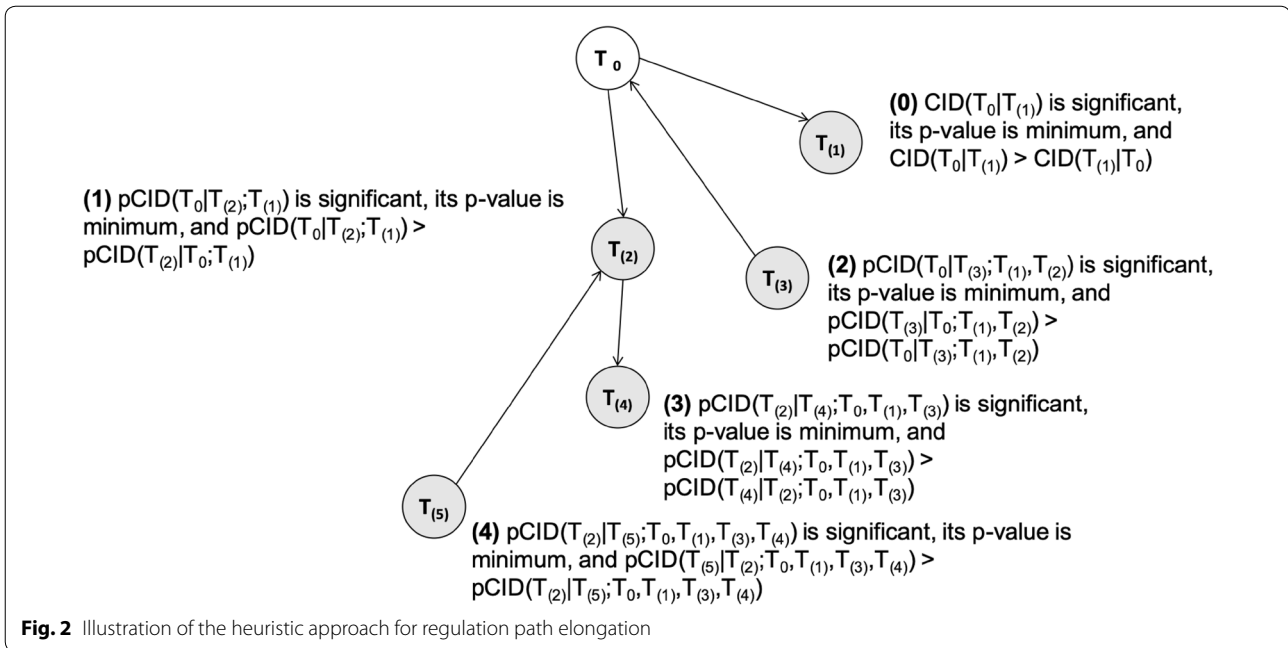 T 0
(0) CID(T0|T(1)) is significant,
its p-value is minimum, and
CID(T0|T(1)) > CID(T(1)|T0)
T(1)
(1) pCID(T0|T(2);T(1)) is significant, its p-value is
minimum, and pCID(T0|T(2);T(1)) >
pCID(T(2)|T0;T(1))
T(2)
T(3)
(2) pCID(T0|T(3);T(1),T(2)) is significant,
its p-value is minimum, and
pCID(T(3)|T0;T(1),T(2)) >
pCID(T0|T(3);T(1),T(2))
T(4)
(3) pCID(T(2)|T(4);T0,T(1),T(3)) is significant,
its p-value is minimum, and
pCID(T(2)|T(4);T0,T(1),T(3)) >
pCID(T(4)|T(2);T0,T(1),T(3))
T(5)
(4) pCID(T(2)|T(5);T0,T(1),T(3),T(4)) is significant, its p-value is
minimum, and pCID(T(5)|T(2);T0,T(1),T(3),T(4)) >
pCID(T(2)|T(5);T0,T(1),T(3),T(4))
Fig. 2 Illustration of the heuristic approach for regulation path elongation